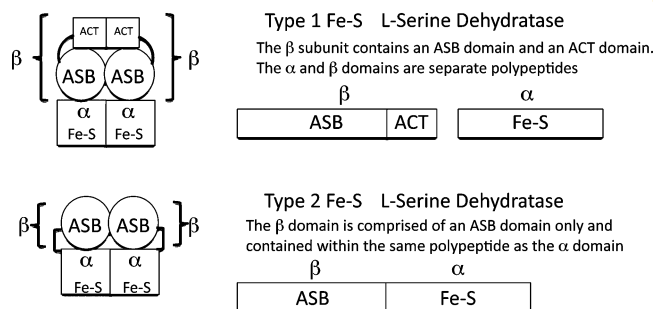 Type 1 Fe-S L-Serine Dehydratase
ACT ACT
β β
ASB ASB
α α
Fe-S Fe-S
The β subunit contains an ASB domain and an ACT domain.
The α and β domains are separate polypeptides
β α
ASB ACT Fe-S
Type 2 Fe-S L-Serine Dehydratase
β ASB ASB β
α α
Fe-S Fe-S
The β domain is comprised of an ASB domain only and
contained within the same polypeptide as the α domain
β α
ASB Fe-S